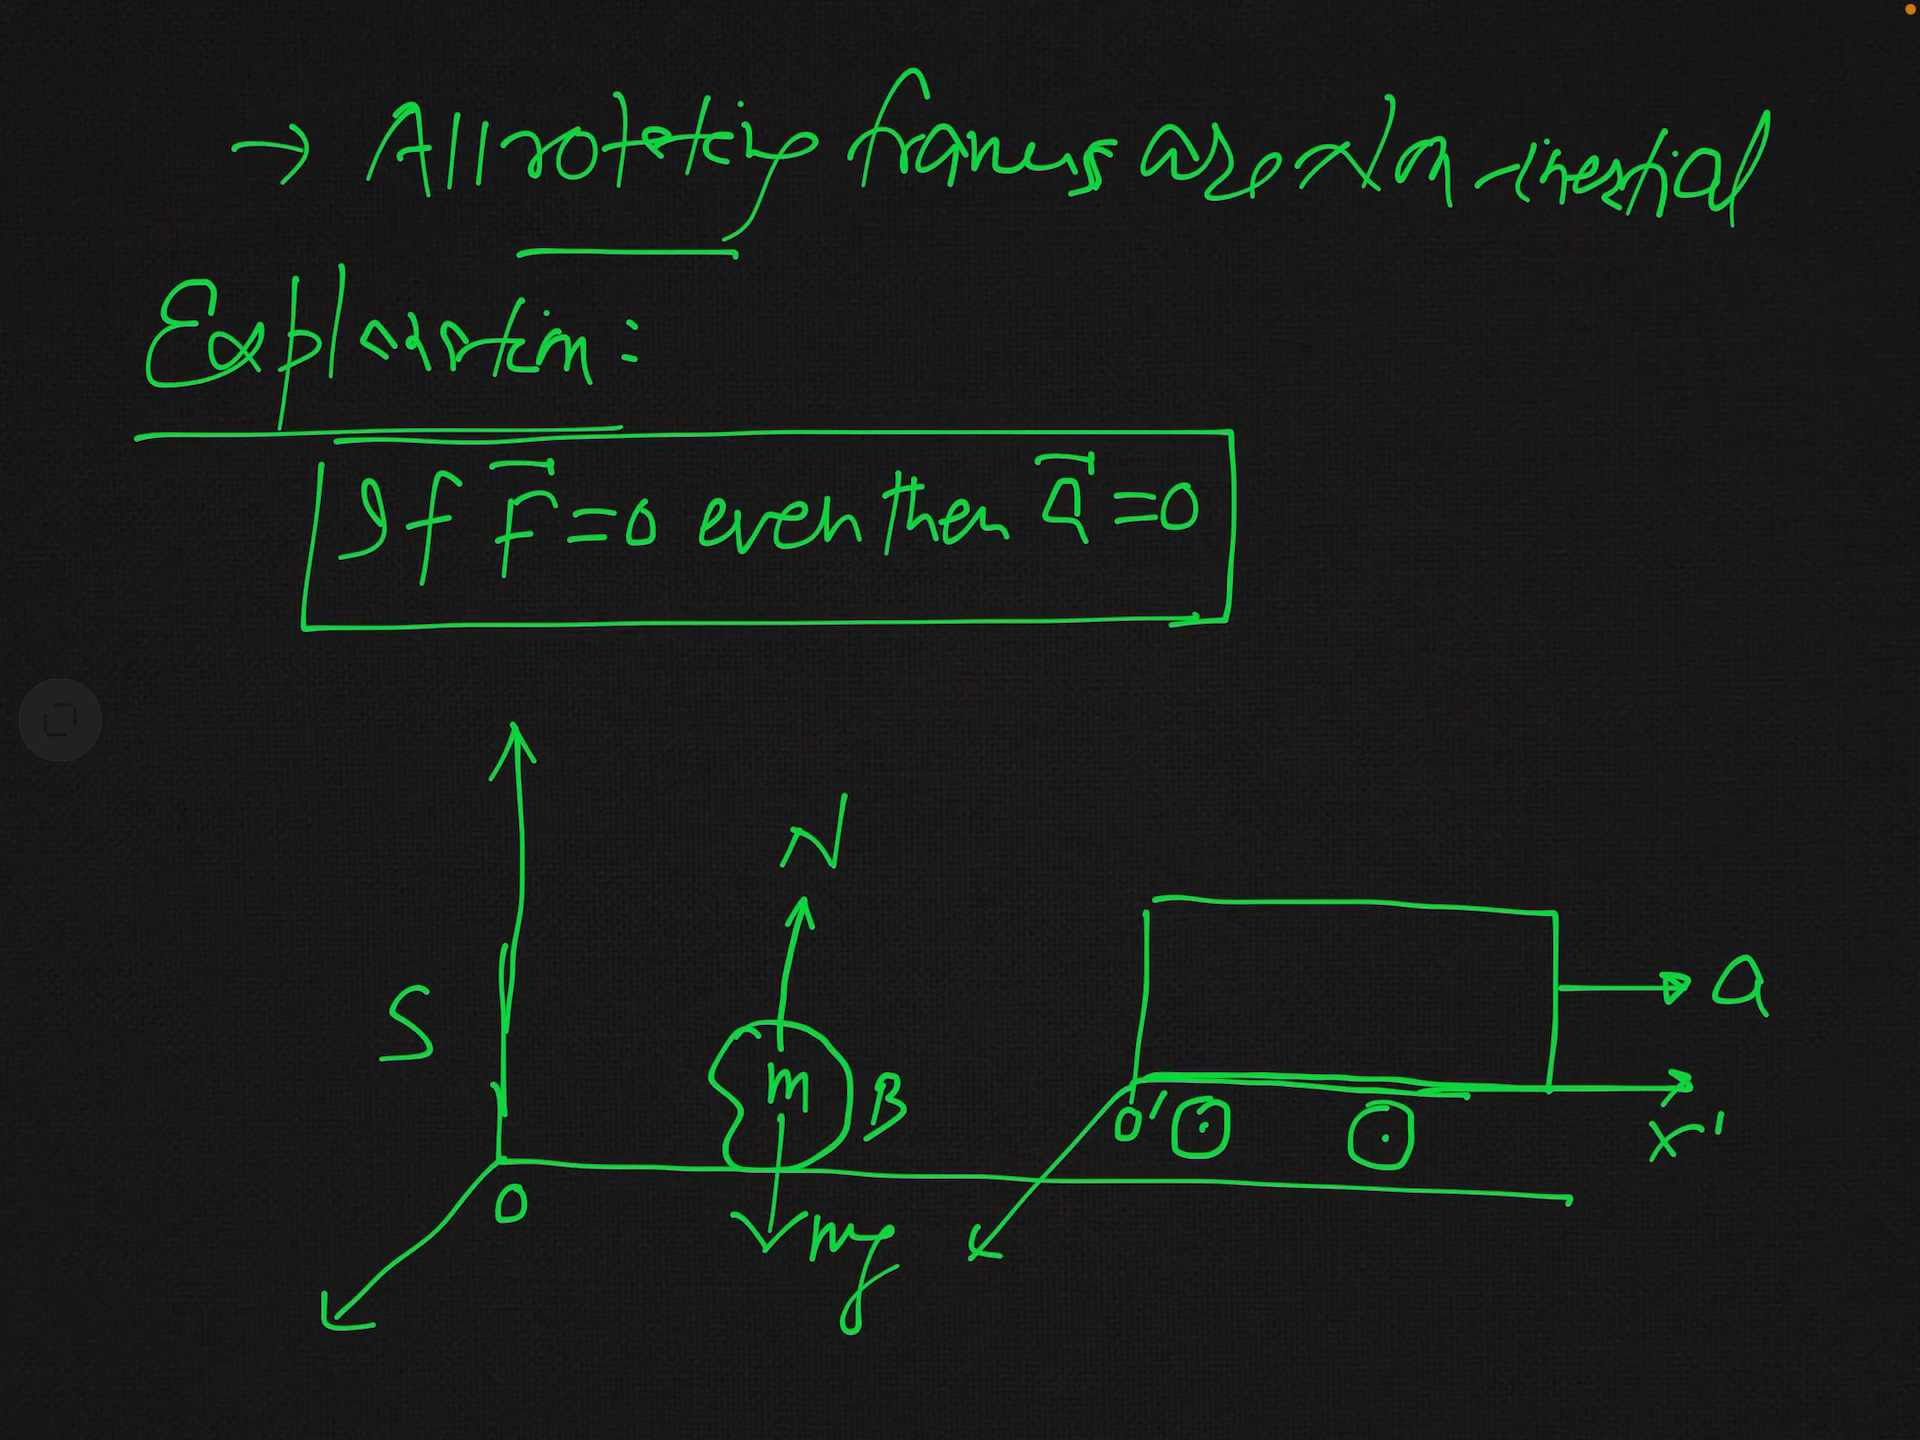 → All rotating frames are Non-inertial
Explanation:
If F⃗ = 0 even then a⃗ = 0
N
S
a
m
B
O'
x'
O
mg